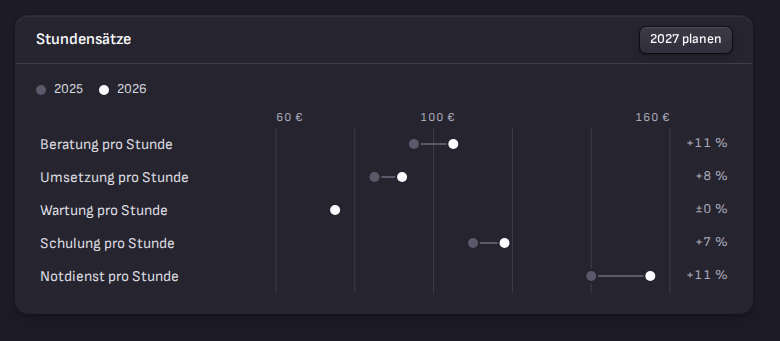 Stundensätze
2027 planen
2025 2026
60 € 100 € 160 €
Beratung pro Stunde +11 %
Umsetzung pro Stunde +8 %
Wartung pro Stunde ±0 %
Schulung pro Stunde +7 %
Notdienst pro Stunde +11 %